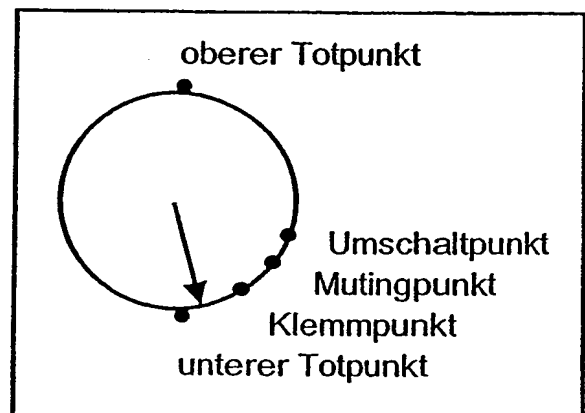 oberer Totpunkt
Umschaltpunkt
Mutingpunkt
Klemmpunkt
unterer Totpunkt